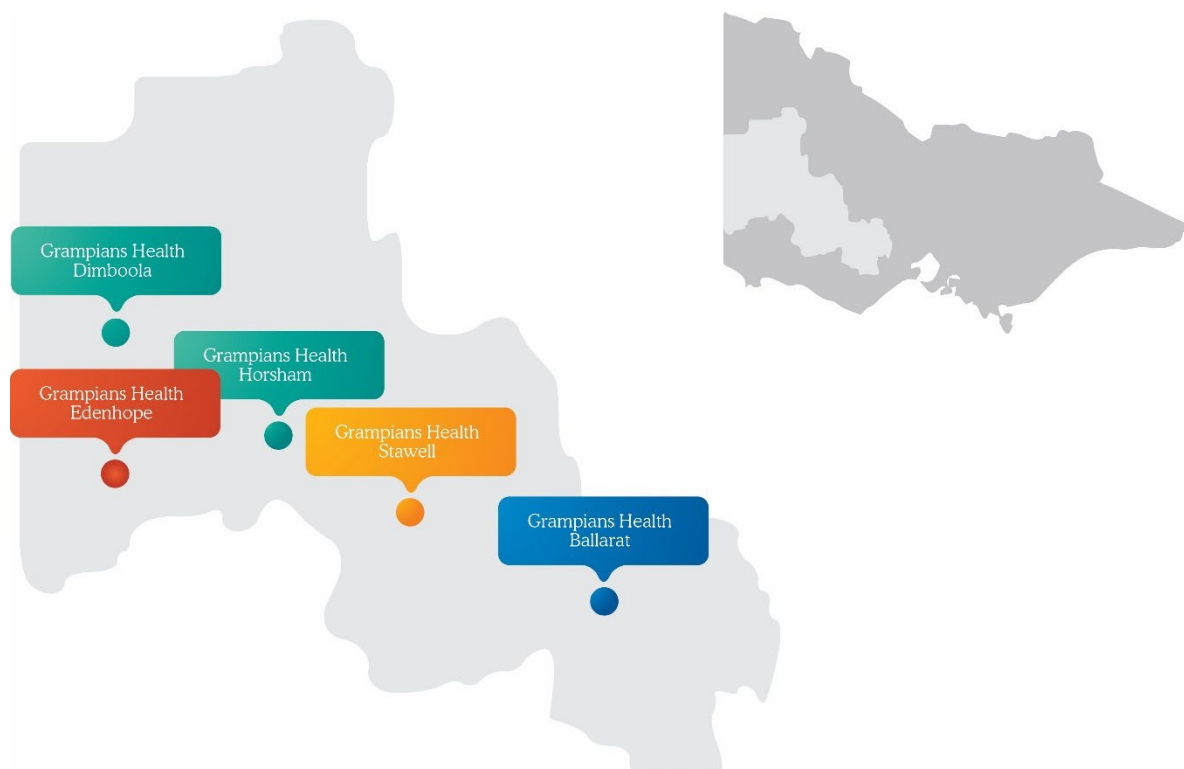 Grampians Health
Dimboola
Grampians Health
Horsham
Grampians Health
Edenhope
Grampians Health
Stawell
Grampians Health
Ballarat